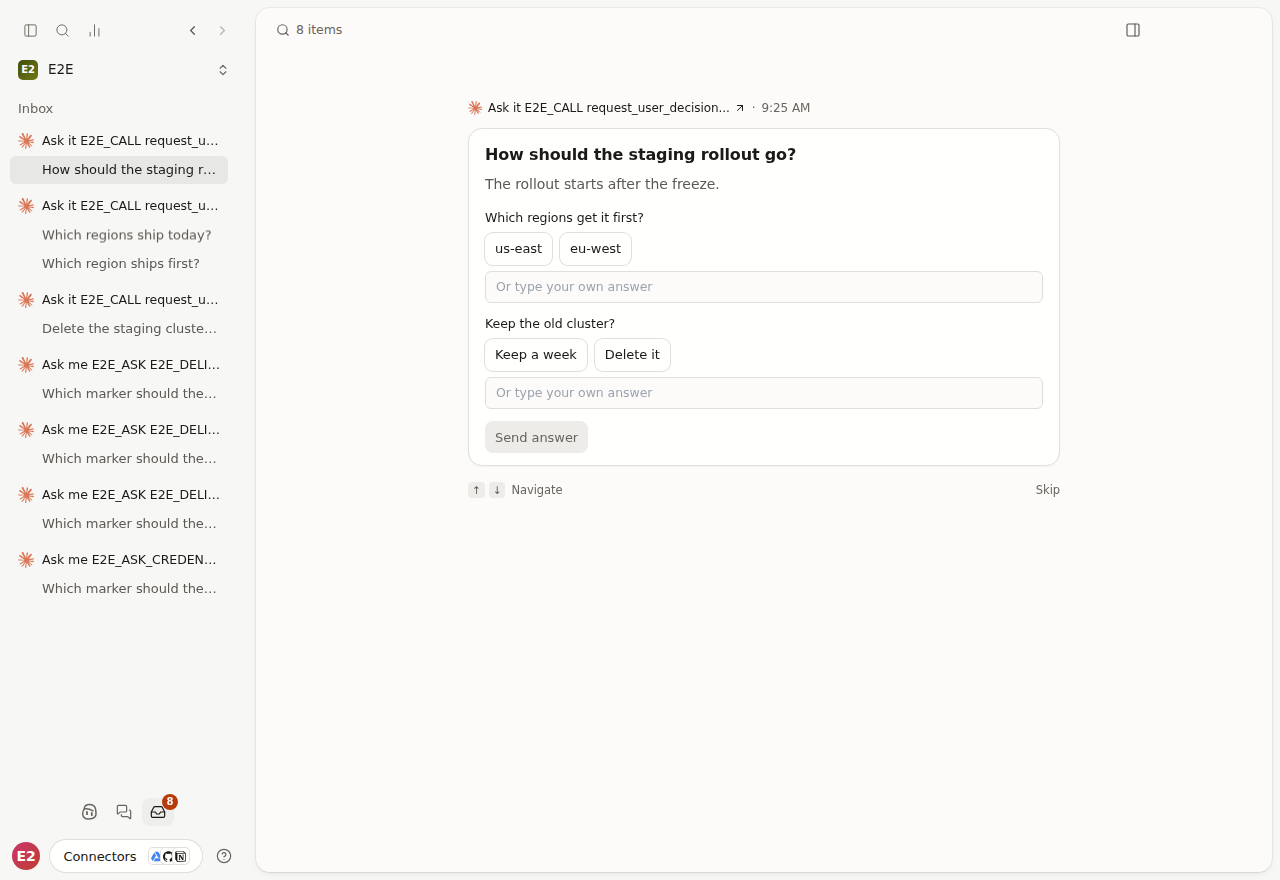 8 items
E2 E2E
Inbox
Ask it E2E_CALL request_u...
How should the staging r...
Ask it E2E_CALL request_u...
Which regions ship today?
Which region ships first?
Ask it E2E_CALL request_u...
Delete the staging cluste...
Ask me E2E_ASK E2E_DELI...
Which marker should the...
Ask me E2E_ASK E2E_DELI...
Which marker should the...
Ask me E2E_ASK E2E_DELI...
Which marker should the...
Ask me E2E_ASK_CREDEN...
Which marker should the...
8
E2 Connectors
Ask it E2E_CALL request_user_decision... · 9:25 AM
How should the staging rollout go?
The rollout starts after the freeze.
Which regions get it first?
us-east eu-west
Or type your own answer
Keep the old cluster?
Keep a week Delete it
Or type your own answer
Send answer
↑ ↓ Navigate Skip